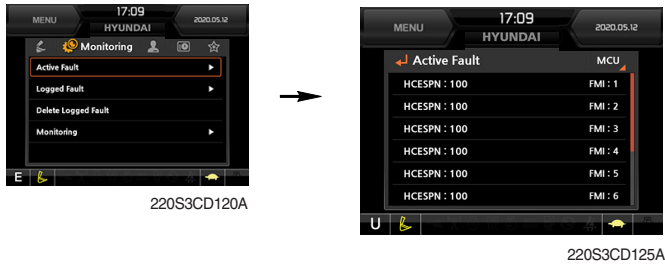 MENU
17:09
HYUNDAI
2020.05.12
Monitoring
Active Fault ▶
Logged Fault ▶
Delete Logged Fault
Monitoring ▶
E
220S3CD120A
MENU
17:09
HYUNDAI
2020.05.12
Active Fault MCU
HCESPN : 100 FMI : 1
HCESPN : 100 FMI : 2
HCESPN : 100 FMI : 3
HCESPN : 100 FMI : 4
HCESPN : 100 FMI : 5
HCESPN : 100 FMI : 6
U
220S3CD125A